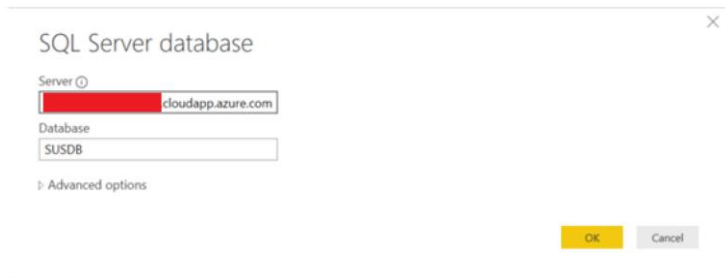 SQL Server database
Server
.cloudapp.azure.com
Database
SUSDB
Advanced options
OK
Cancel